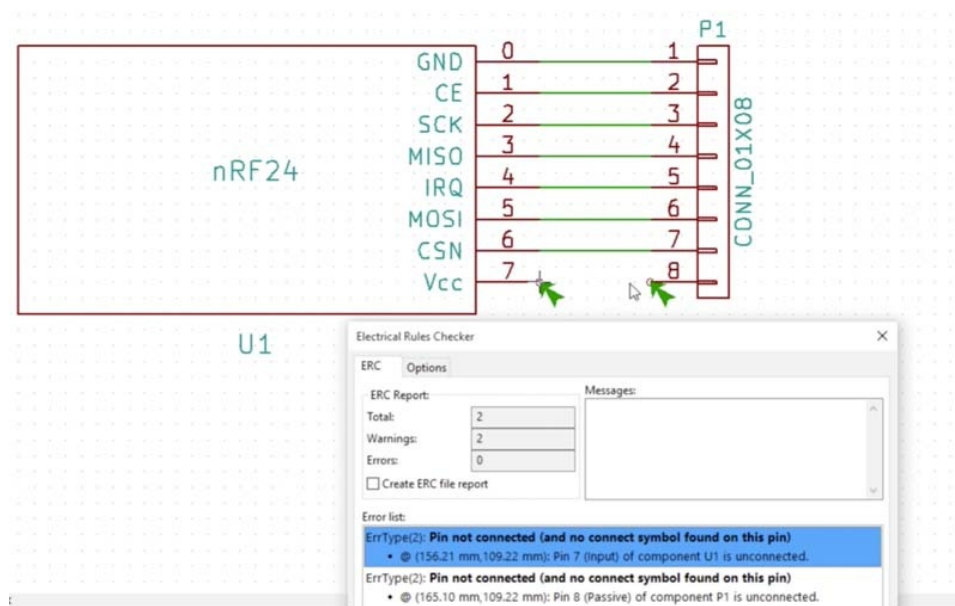 P1
GND 0 1
CE 1 2
SCK 2 3
MISO 3 4
IRQ 4 5
MOSI 5 6
CSN 6 7
Vcc 7 8
nRF24
CONN_01X08
U1
Electrical Rules Checker
ERC Options
ERC Report:
Messages:
Total: 2
Warnings: 2
Errors: 0
Create ERC file report
Error list:
ErrType(2): Pin not connected (and no connect symbol found on this pin)
• @ (156.21 mm,109.22 mm): Pin 7 (Input) of component U1 is unconnected.
ErrType(2): Pin not connected (and no connect symbol found on this pin)
• @ (165.10 mm,109.22 mm): Pin 8 (Passive) of component P1 is unconnected.